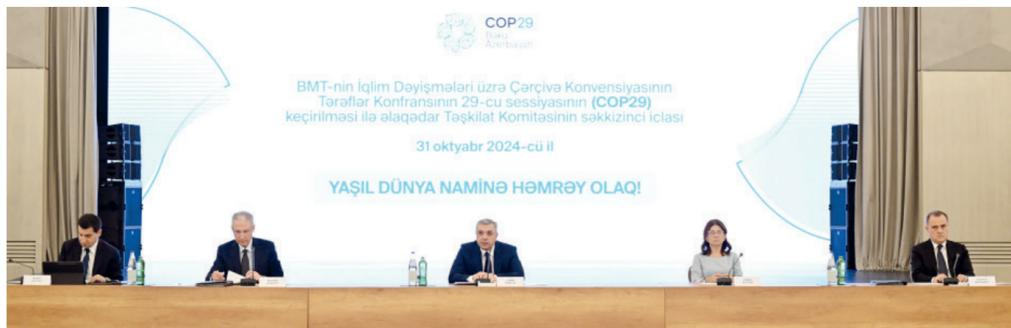 COP29
Baku
Azerbaijan
BMT-nin İqlim Dəyişmələri üzrə Çərçivə Konvensiyasının
Tərəflər Konfransının 29-cu sessiyasının (COP29)
keçirilməsi ilə əlaqədar Təşkilat Komitəsinin səkkizinci iclası
31 oktyabr 2024-cü il
YAŞIL DÜNYA NAMİNƏ HƏMRƏY OLAQ!